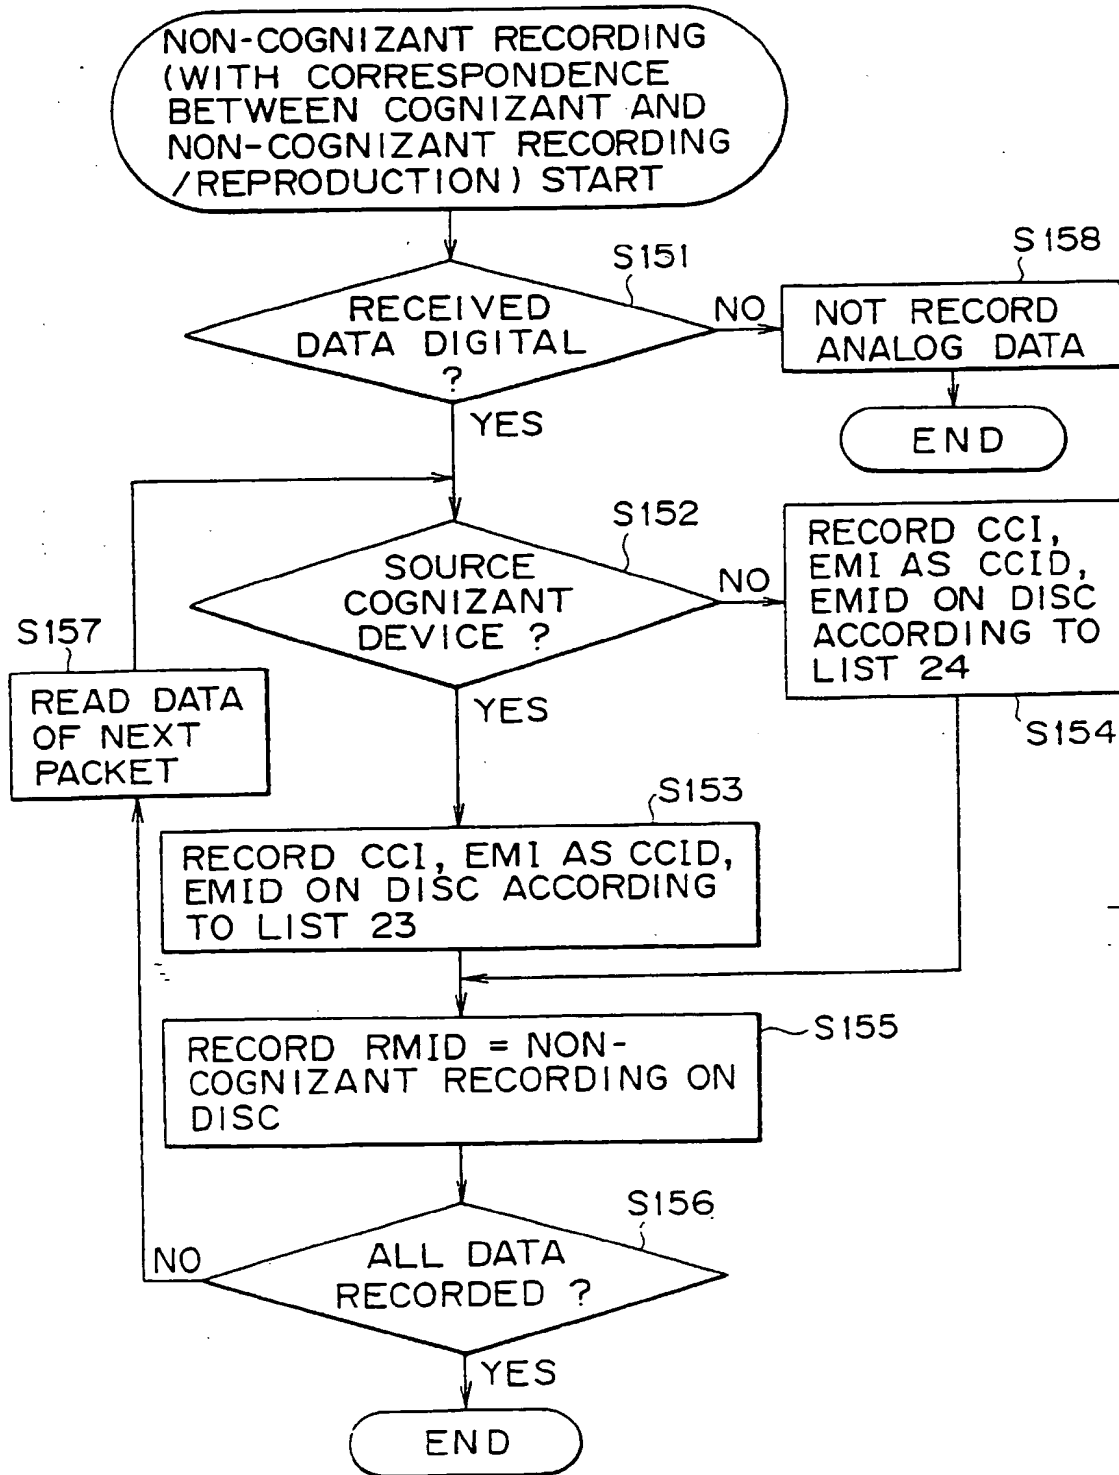 NON-COGNIZANT RECORDING
(WITH CORRESPONDENCE
BETWEEN COGNIZANT AND
NON-COGNIZANT RECORDING
/REPRODUCTION) START
S151
RECEIVED
DATA DIGITAL
?
NO
YES
S158
NOT RECORD
ANALOG DATA
END
S152
SOURCE
COGNIZANT
DEVICE ?
NO
YES
RECORD CCI,
EMI AS CCID,
EMID ON DISC
ACCORDING TO
LIST 24
S154
S157
READ DATA
OF NEXT
PACKET
S153
RECORD CCI, EMI AS CCID,
EMID ON DISC ACCORDING
TO LIST 23
S155
RECORD RMID = NON-
COGNIZANT RECORDING ON
DISC
S156
ALL DATA
RECORDED ?
NO
YES
END